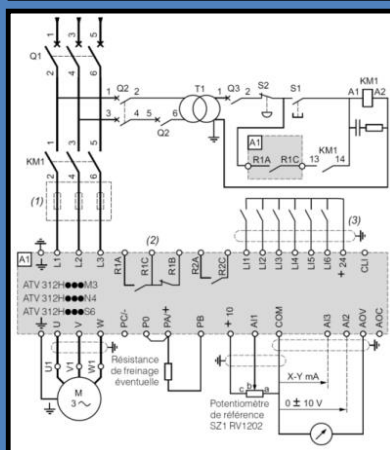 1 3 5
Q1
2 4 6
Q2
1 2
3 4 5 6
Q2
T1
Q3
1 2
S2
S1
KM1
A1 A2
A1
R1A R1C
KM1
13 14
KM1
1 3 5
2 4 6
(1)
(2)
(3)
A1
L1 L2 L3
R1A R1C R1B
R2A R2C
LI1 LI2 LI3 LI4 LI5 LI6 + 24 CLI
ATV 312H●●●M3
ATV 312H●●●N4
ATV 312H●●●S6
U V W PC/- P0 PA/+ PB + 10 AI1 COM AI3 AI2 AOV AOC
U1 V1 W1
M
3 ~
Résistance
de freinage
éventuelle
c b a
X-Y mA
0 ± 10 V
Potentiomètre
de référence
SZ1 RV1202